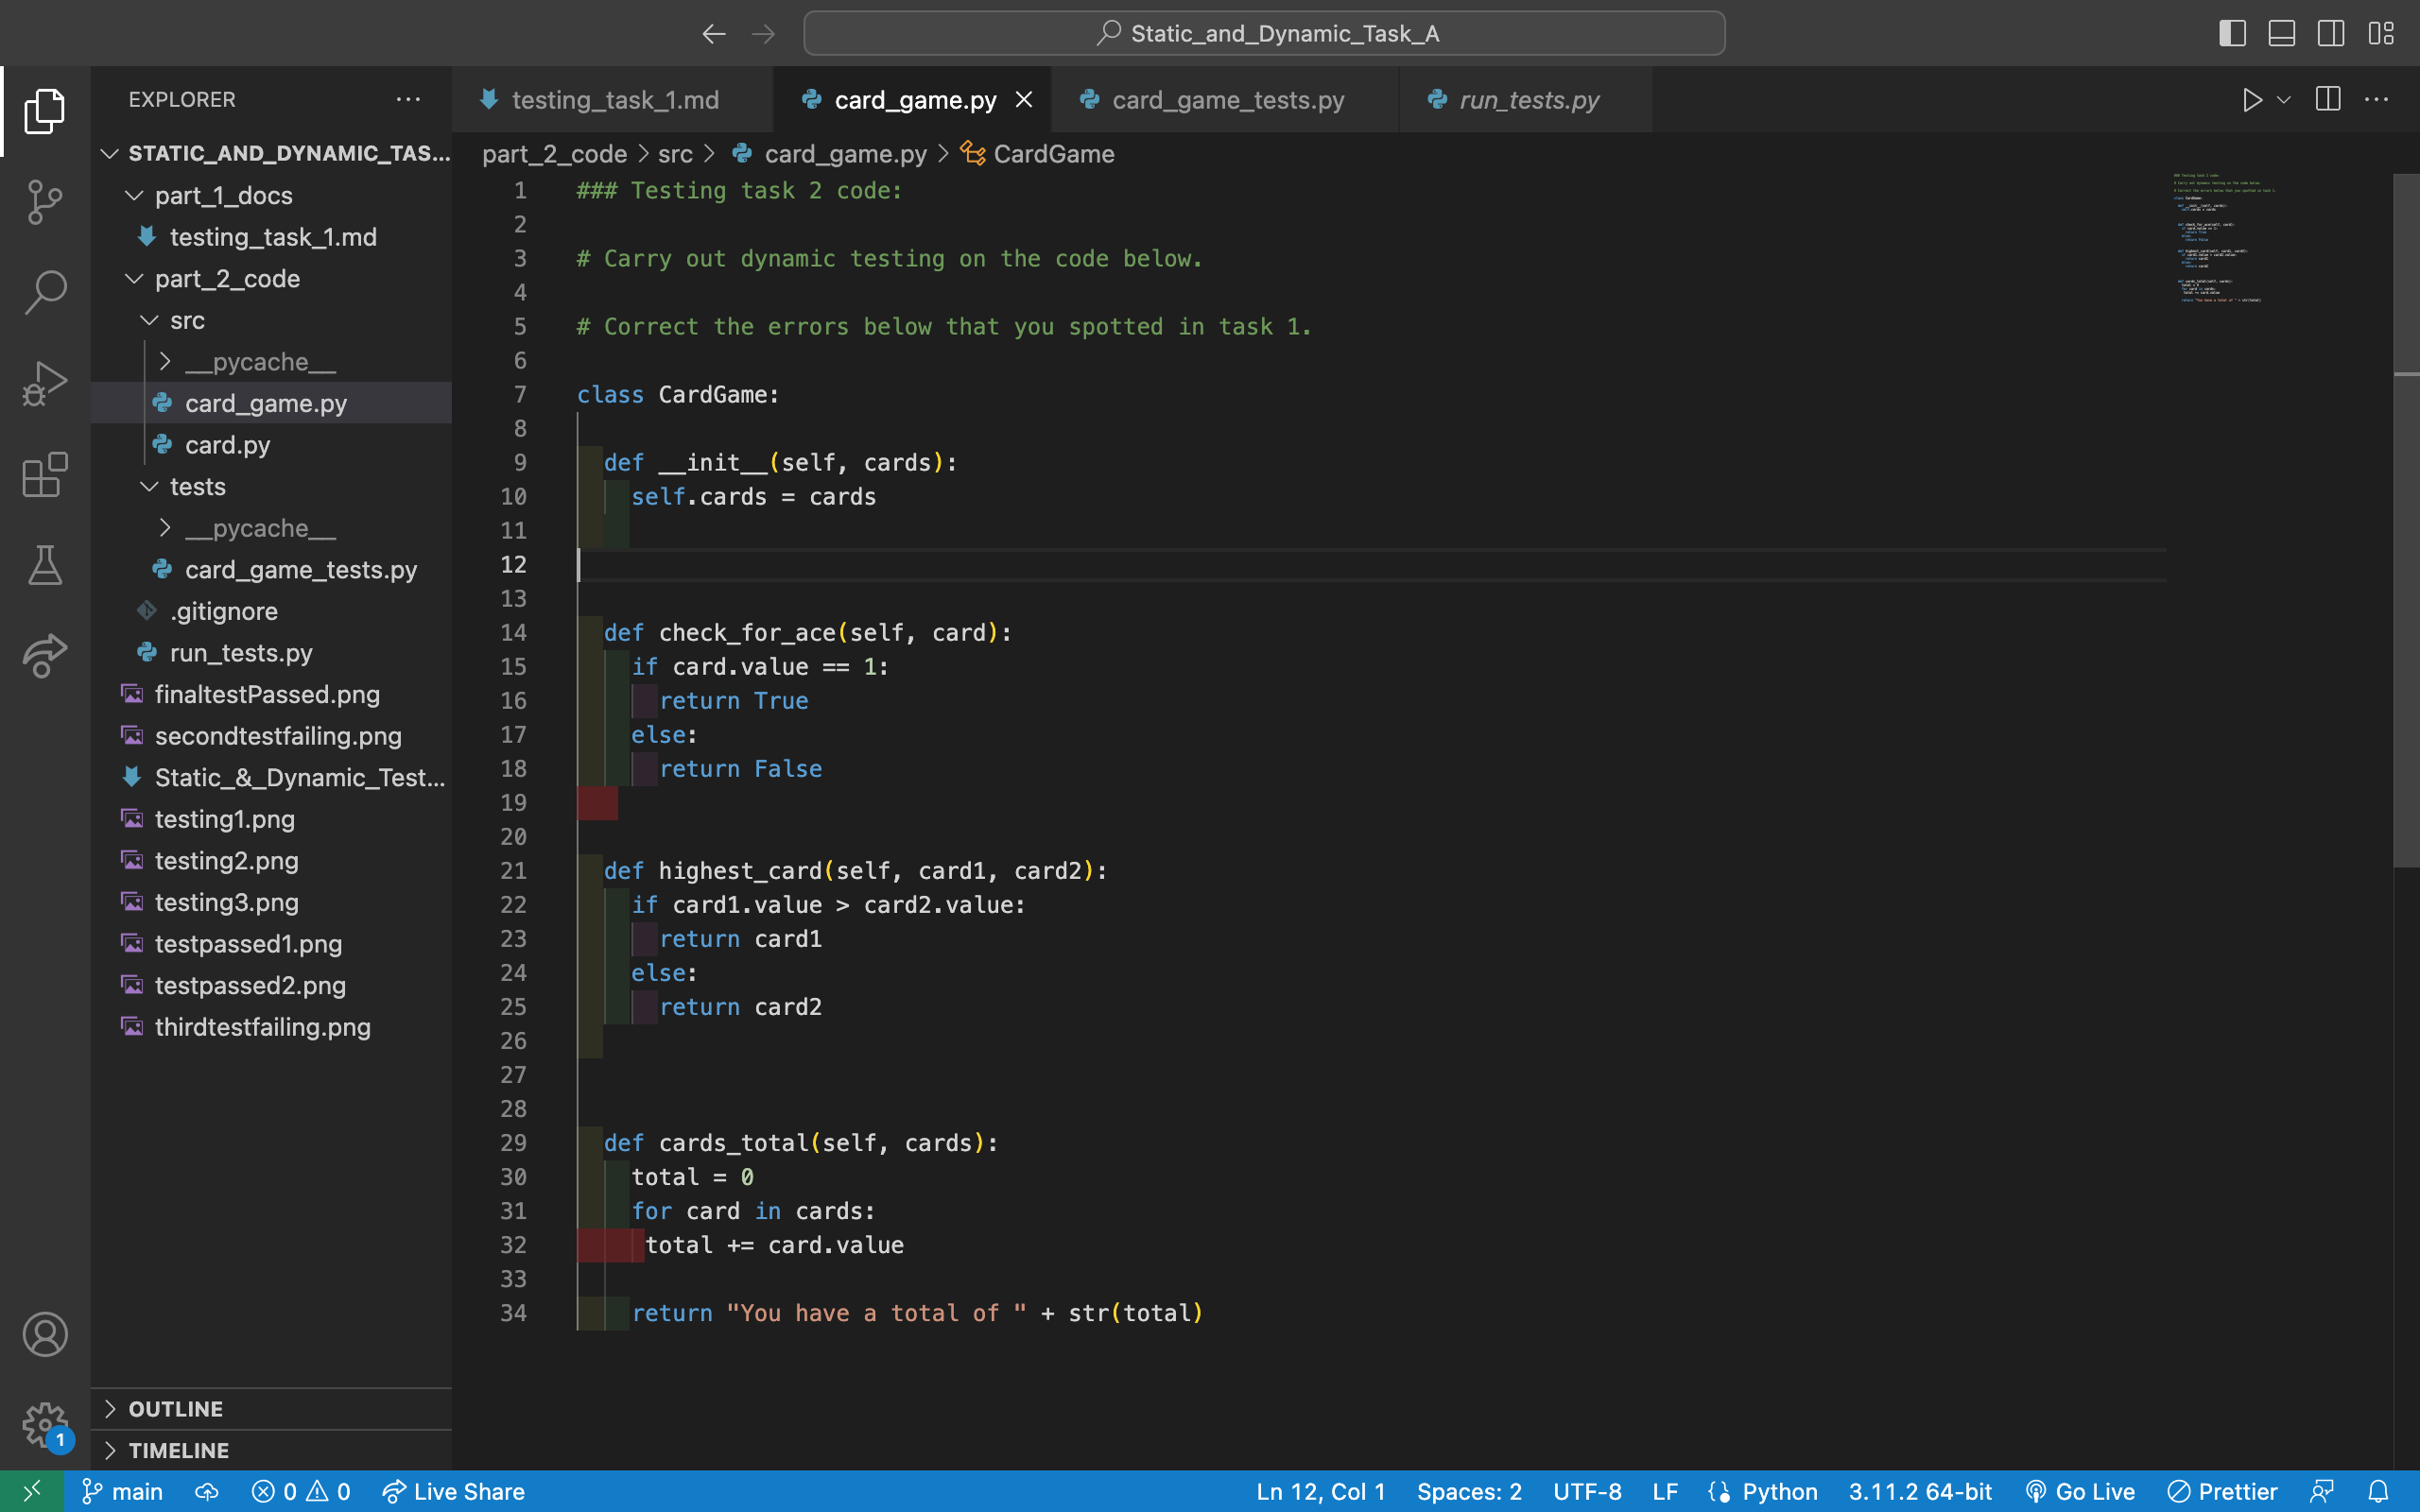 Static_and_Dynamic_Task_A
EXPLORER
STATIC_AND_DYNAMIC_TAS...
part_1_docs
testing_task_1.md
part_2_code
src
__pycache__
card_game.py
card.py
tests
__pycache__
card_game_tests.py
.gitignore
run_tests.py
finaltestPassed.png
secondtestfailing.png
Static_&_Dynamic_Test...
testing1.png
testing2.png
testing3.png
testpassed1.png
testpassed2.png
thirdtestfailing.png
OUTLINE
TIMELINE
1
testing_task_1.md card_game.py card_game_tests.py run_tests.py
part_2_code > src > card_game.py > CardGame
1 ### Testing task 2 code:
2
3 # Carry out dynamic testing on the code below.
4
5 # Correct the errors below that you spotted in task 1.
6
7 class CardGame:
8
9 def __init__(self, cards):
10 self.cards = cards
11
12
13
14 def check_for_ace(self, card):
15 if card.value == 1:
16 return True
17 else:
18 return False
19
20
21 def highest_card(self, card1, card2):
22 if card1.value > card2.value:
23 return card1
24 else:
25 return card2
26
27
28
29 def cards_total(self, cards):
30 total = 0
31 for card in cards:
32 total += card.value
33
34 return "You have a total of " + str(total)
main 0 0 Live Share Ln 12, Col 1 Spaces: 2 UTF-8 LF Python 3.11.2 64-bit Go Live Prettier